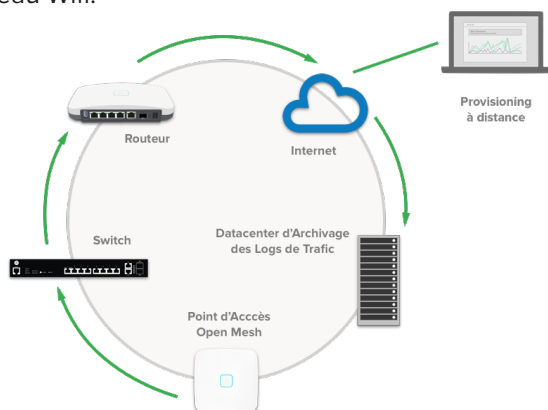 Routeur
Internet
Provisioning
à distance
Switch
Datacenter d'Archivage
des Logs de Trafic
Point d'Acccès
Open Mesh